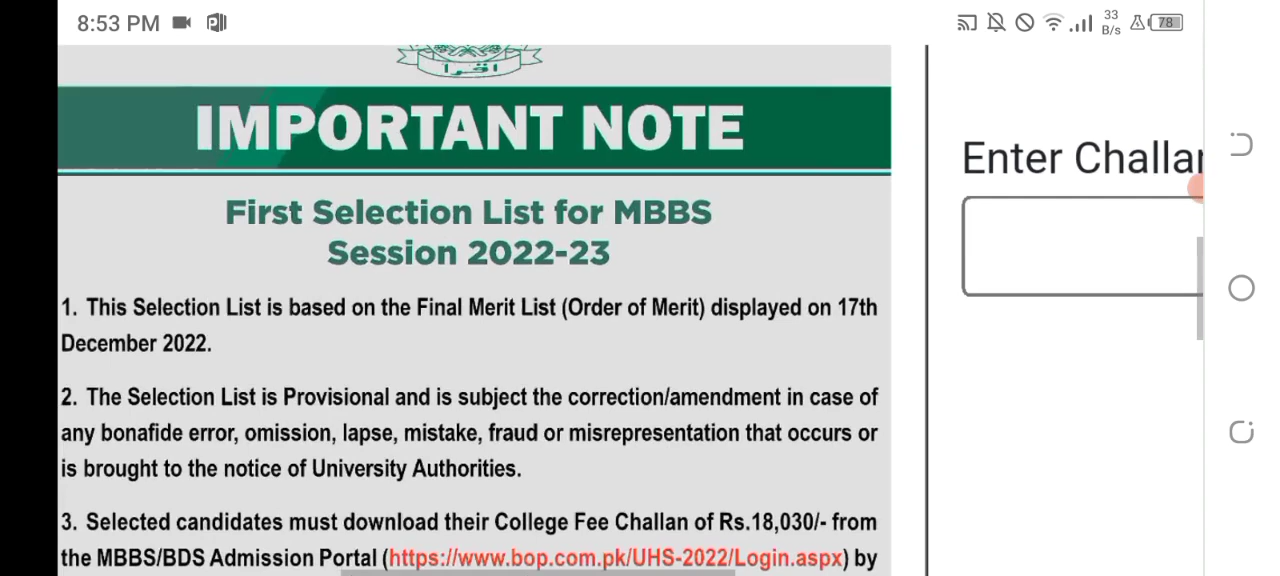 8:53 PM
33
B/s
78
اقرا
IMPORTANT NOTE
First Selection List for MBBS
Session 2022-23
1. This Selection List is based on the Final Merit List (Order of Merit) displayed on 17th
December 2022.
2. The Selection List is Provisional and is subject the correction/amendment in case of
any bonafide error, omission, lapse, mistake, fraud or misrepresentation that occurs or
is brought to the notice of University Authorities.
3. Selected candidates must download their College Fee Challan of Rs.18,030/- from
the MBBS/BDS Admission Portal (https://www.bop.com.pk/UHS-2022/Login.aspx) by
Enter Challan